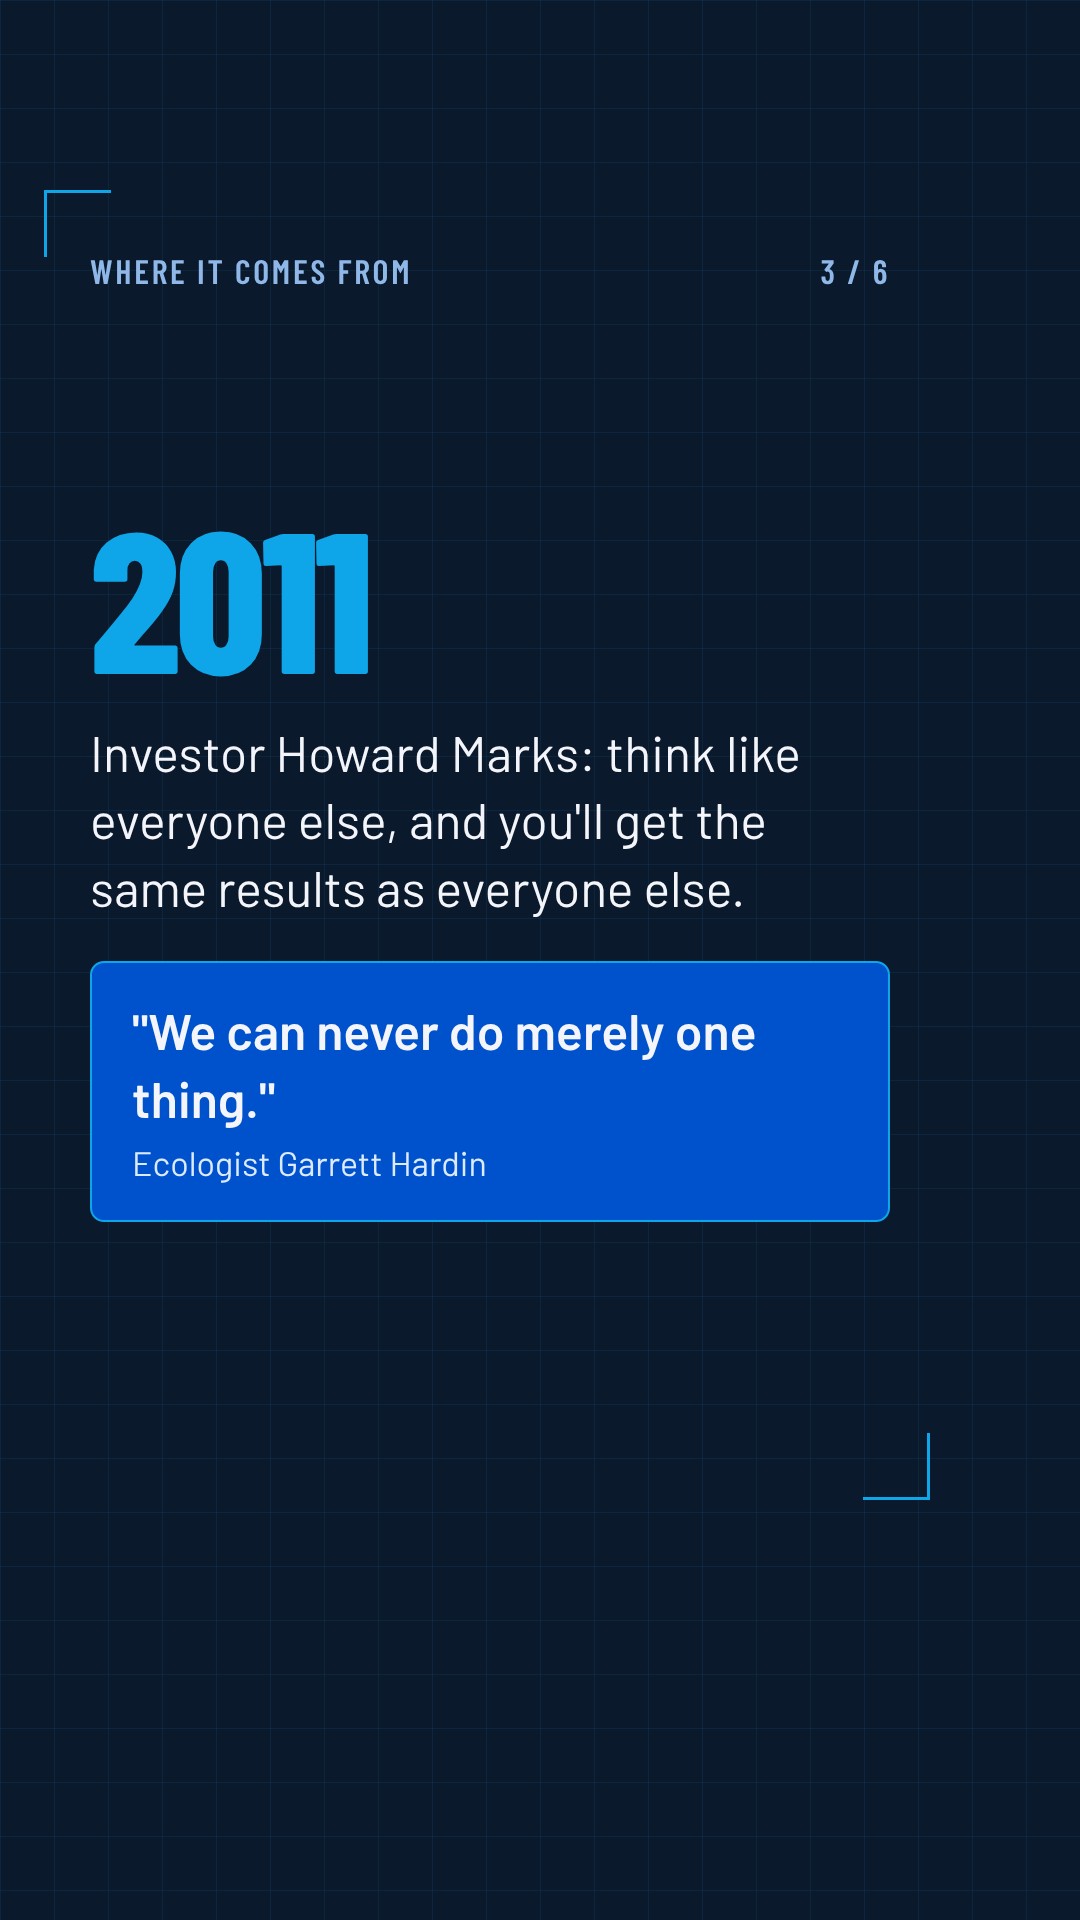 WHERE IT COMES FROM
3 / 6
2011
Investor Howard Marks: think like
everyone else, and you'll get the
same results as everyone else.
"We can never do merely one
thing."
Ecologist Garrett Hardin